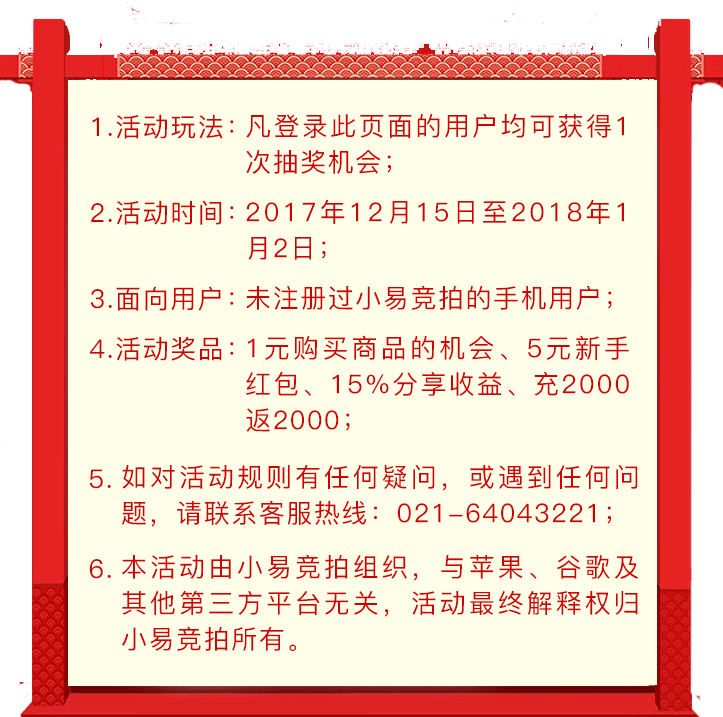 1.活动玩法：凡登录此页面的用户均可获得1
次抽奖机会；
2.活动时间：2017年12月15日至2018年1
月2日；
3.面向用户：未注册过小易竞拍的手机用户；
4.活动奖品：1元购买商品的机会、5元新手
红包、15%分享收益、充2000
返2000；
5. 如对活动规则有任何疑问，或遇到任何问
题，请联系客服热线：021-64043221；
6. 本活动由小易竞拍组织，与苹果、谷歌及
其他第三方平台无关，活动最终解释权归
小易竞拍所有。